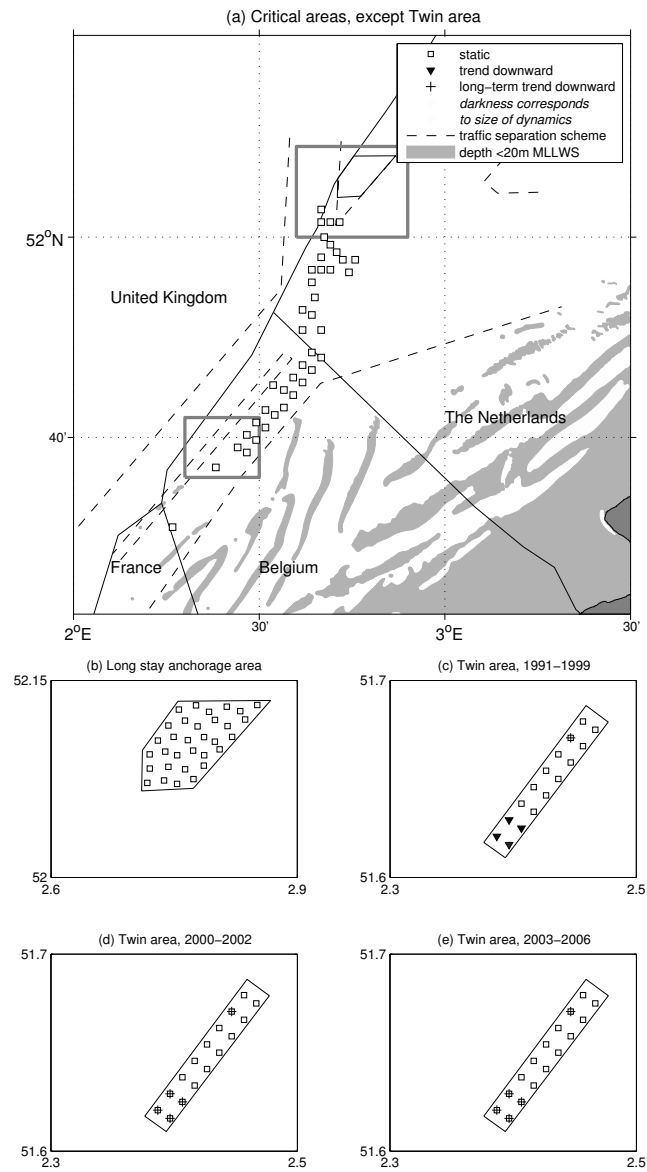 (a) Critical areas, except Twin area
static
trend downward
long-term trend downward
darkness corresponds
to size of dynamics
traffic separation scheme
depth <20m MLLWS
52°N
United Kingdom
The Netherlands
40'
France
Belgium
2°E
30'
3°E
30'
(b) Long stay anchorage area
52.15
52
2.6
2.9
(c) Twin area, 1991−1999
51.7
51.6
2.3
2.5
(d) Twin area, 2000−2002
51.7
51.6
2.3
2.5
(e) Twin area, 2003−2006
51.7
51.6
2.3
2.5